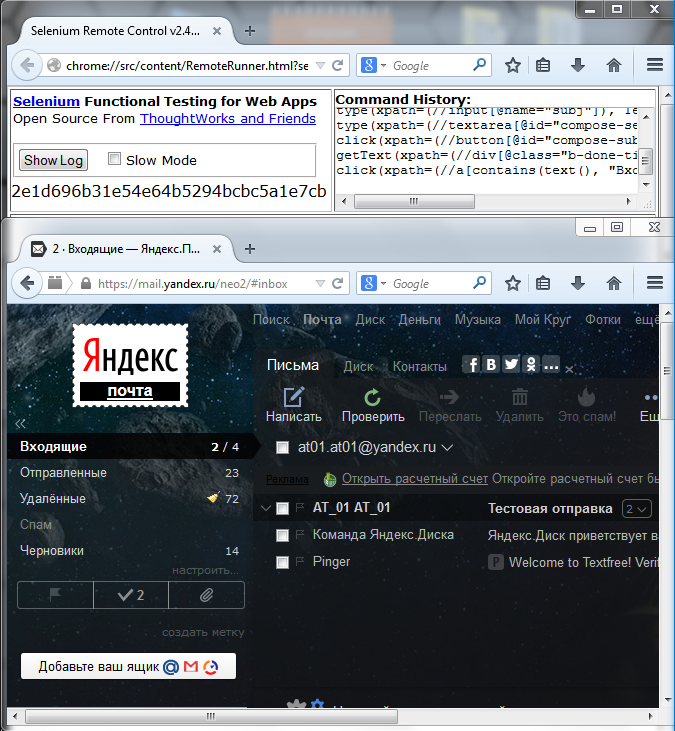 Selenium Remote Control v2.4...
chrome://src/content/RemoteRunner.html?se
Google
Selenium Functional Testing for Web Apps
Open Source From ThoughtWorks and Friends
Show Log
Slow Mode
2e1d696b31e54e64b5294bcbc5a1e7cb
Command History:
type(xpath=(//input[@name="subj"]), le
type(xpath=(//textarea[@id="compose-se
click(xpath=(//button[@id="compose-sub
getText(xpath=(//div[@class="b-done-ti
click(xpath=(//a[contains(text(), "Вхо
2 · Входящие — Яндекс.П...
https://mail.yandex.ru/neo2/#inbox
Google
Поиск Почта Диск Деньги Музыка Мой Круг Фотки ещё
Яндекс
почта
Письма Диск Контакты
Написать Проверить Переслать Удалить Это спам! Ещ
Входящие 2 / 4
Отправленные 23
Удалённые 72
Спам
Черновики 14
настроить...
2
создать метку
Добавьте ваш ящик
at01.at01@yandex.ru
Реклама Открыть расчетный счет Откройте расчетный счет бы
AT_01 AT_01 Тестовая отправка 2
Команда Яндекс.Диска Яндекс.Диск приветствует в
Pinger P Welcome to Textfree! Verif